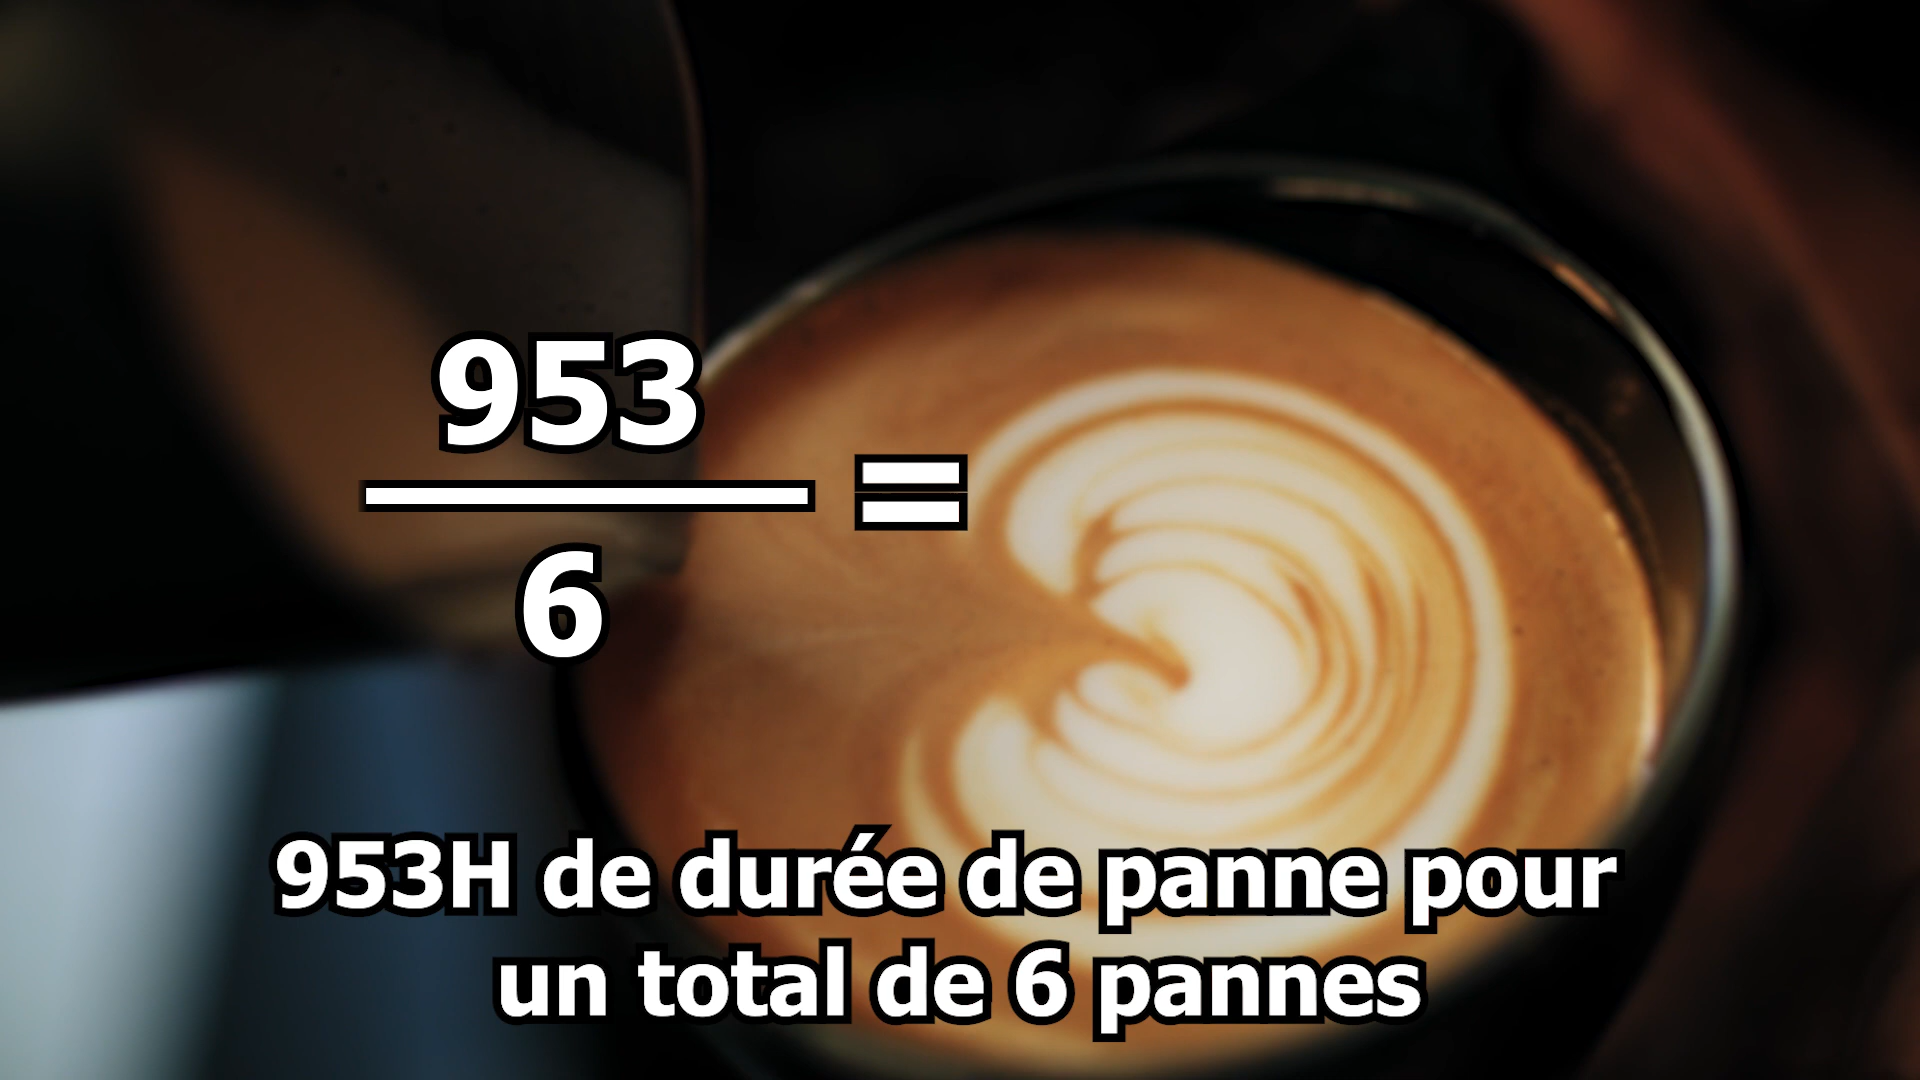 953
6
=
953H de durée de panne pour
un total de 6 pannes